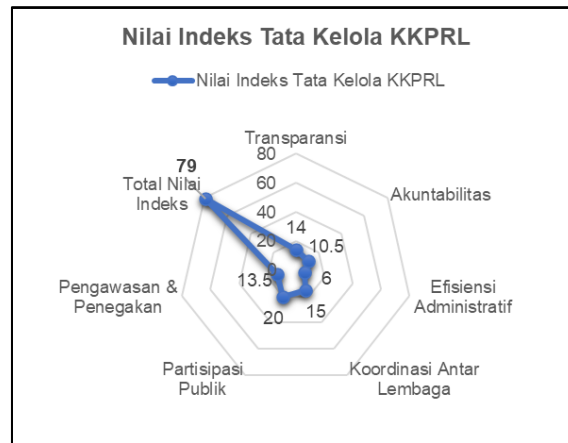 Nilai Indeks Tata Kelola KKPRL
Nilai Indeks Tata Kelola KKPRL
Transparansi
Akuntabilitas
Efisiensi
Administratif
Koordinasi Antar
Lembaga
Partisipasi
Publik
Pengawasan &
Penegakan
Total Nilai
Indeks
80
60
40
20
0
14
10.5
6
15
20
13.5
79